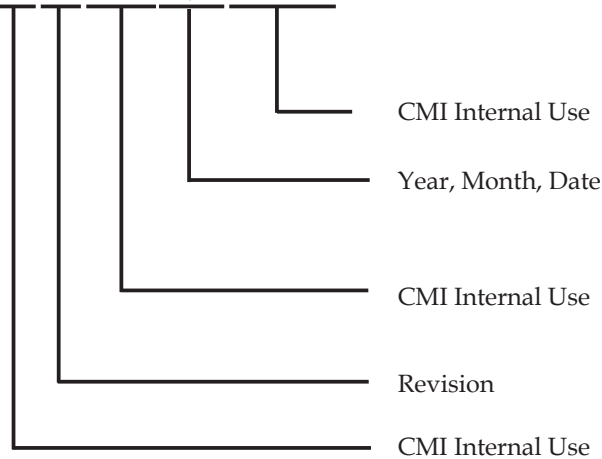 CMI Internal Use
Year, Month, Date
CMI Internal Use
Revision
CMI Internal Use